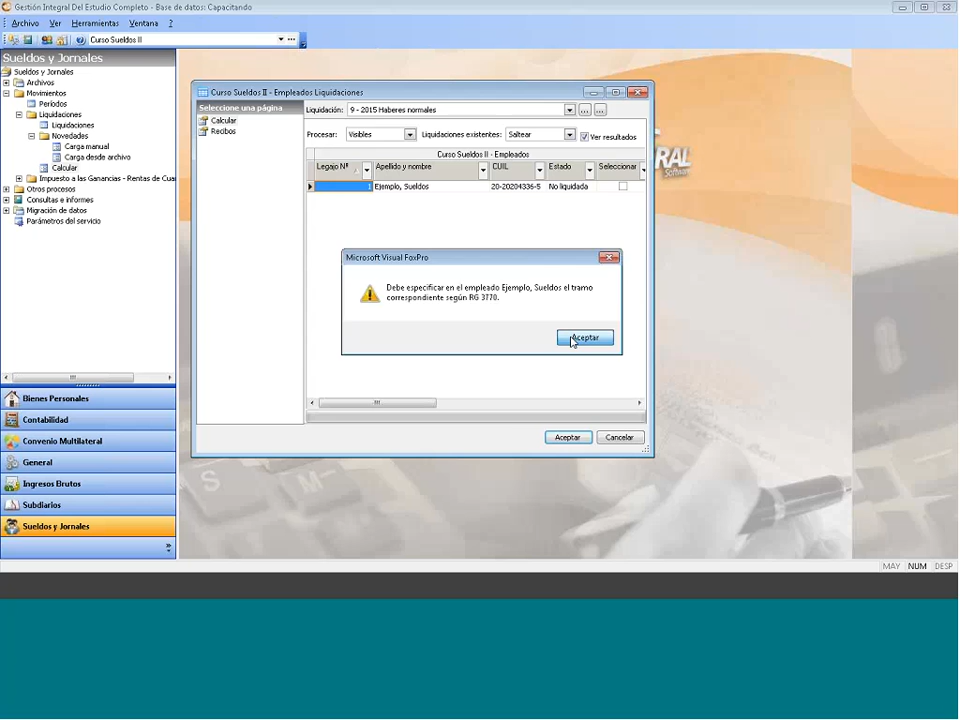 Gestión Integral Del Estudio Completo - Base de datos: Capacitando
Archivo Ver Herramientas Ventana ?
Curso Sueldos II
Sueldos y Jornales
Sueldos y Jornales
Archivos
Movimientos
Períodos
Liquidaciones
Liquidaciones
Novedades
Carga manual
Carga desde archivo
Calcular
Impuesto a las Ganancias - Rentas de Cuar
Otros procesos
Consultas e informes
Migración de datos
Parámetros del servicio
Bienes Personales
Contabilidad
Convenio Multilateral
General
Ingresos Brutos
Subdiarios
Sueldos y Jornales
Curso Sueldos II - Empleados Liquidaciones
Seleccione una página
Calcular
Recibos
Liquidación: 9 - 2015 Haberes normales
Procesar: Visibles Liquidaciones existentes: Saltear Ver resultados
Curso Sueldos II - Empleados
Legajo Nº Apellido y nombre CUIL Estado Seleccionar
1 Ejemplo, Sueldos 20-20204336-5 No liquidada
Microsoft Visual FoxPro
Debe especificar en el empleado Ejemplo, Sueldos el tramo
correspondiente según RG 3770.
Aceptar
Aceptar Cancelar
MAY NUM DESP